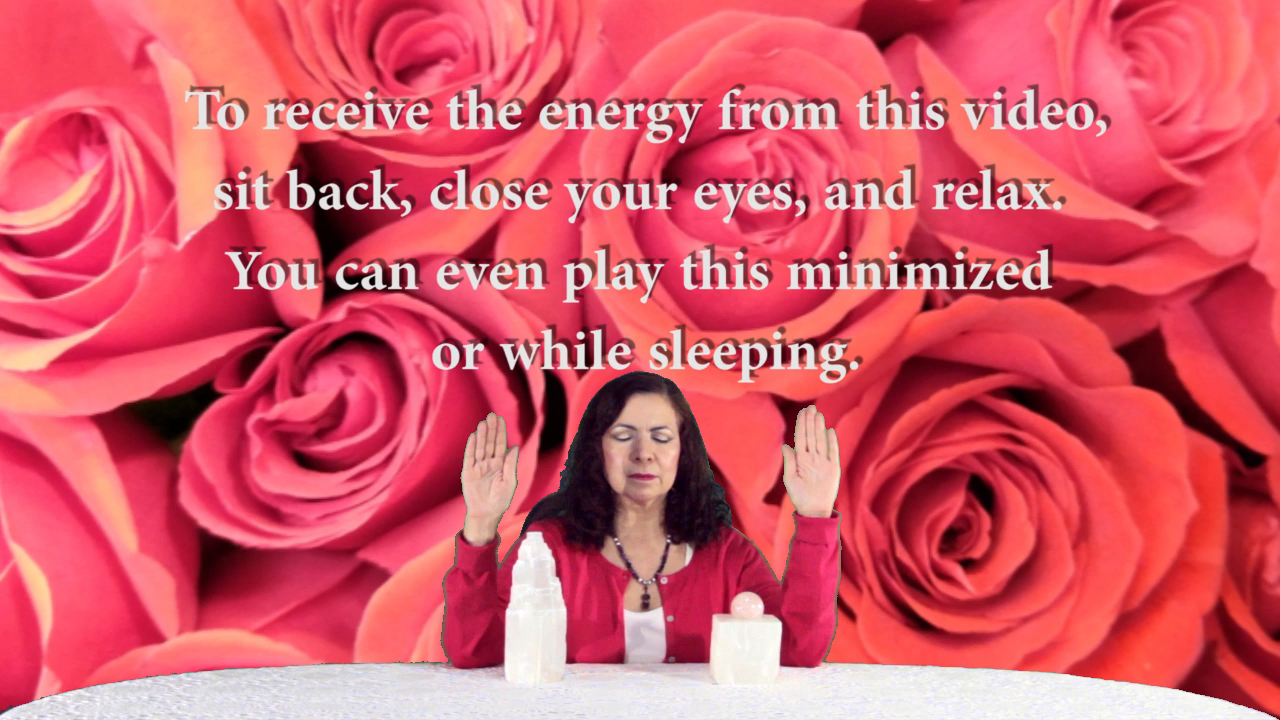 To receive the energy from this video,
sit back, close your eyes, and relax.
You can even play this minimized
or while sleeping.